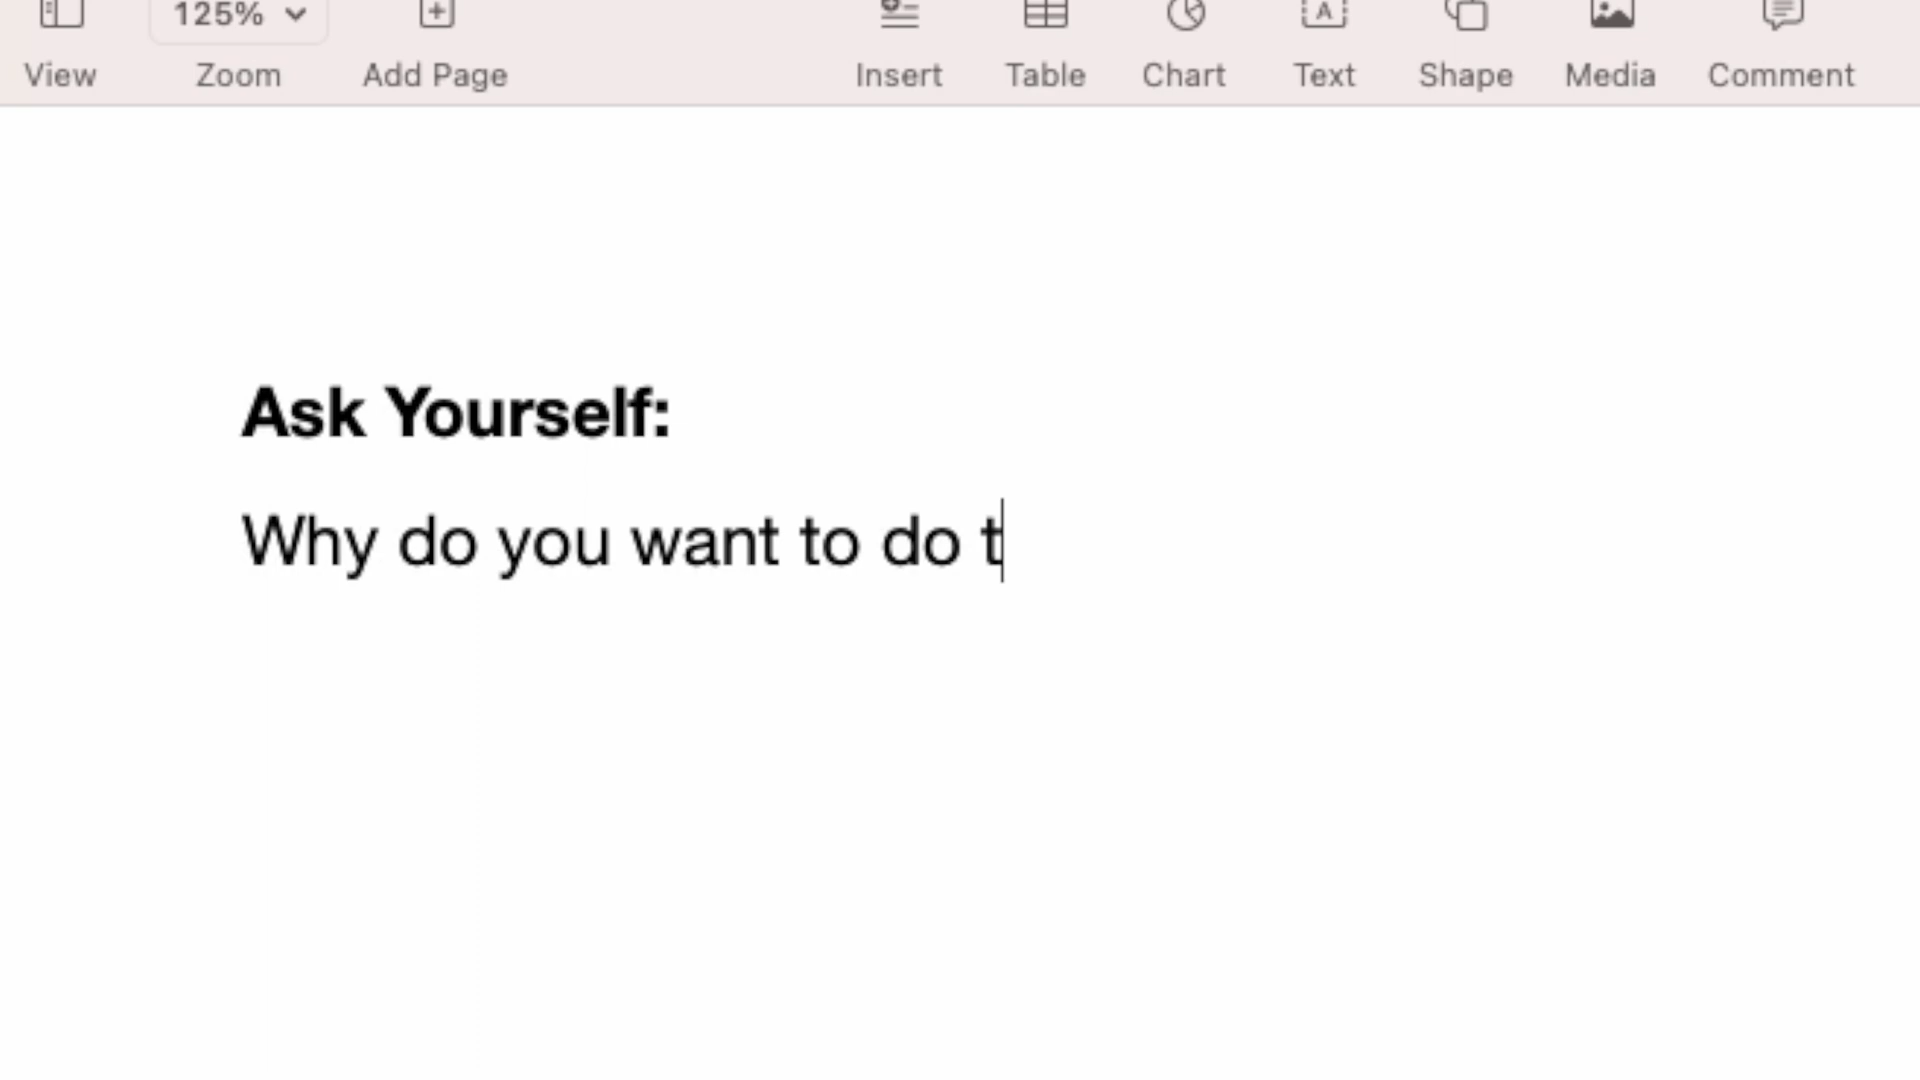 125%
View Zoom Add Page Insert Table Chart Text Shape Media Comment
Ask Yourself:
Why do you want to do t